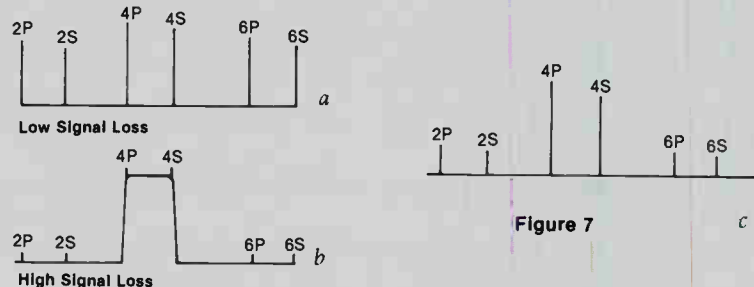 2P 2S 4P 4S 6P 6S
a
Low Signal Loss
4P 4S
2P 2S 6P 6S
b
High Signal Loss
4P 4S
2P 2S 6P 6S
Figure 7
c